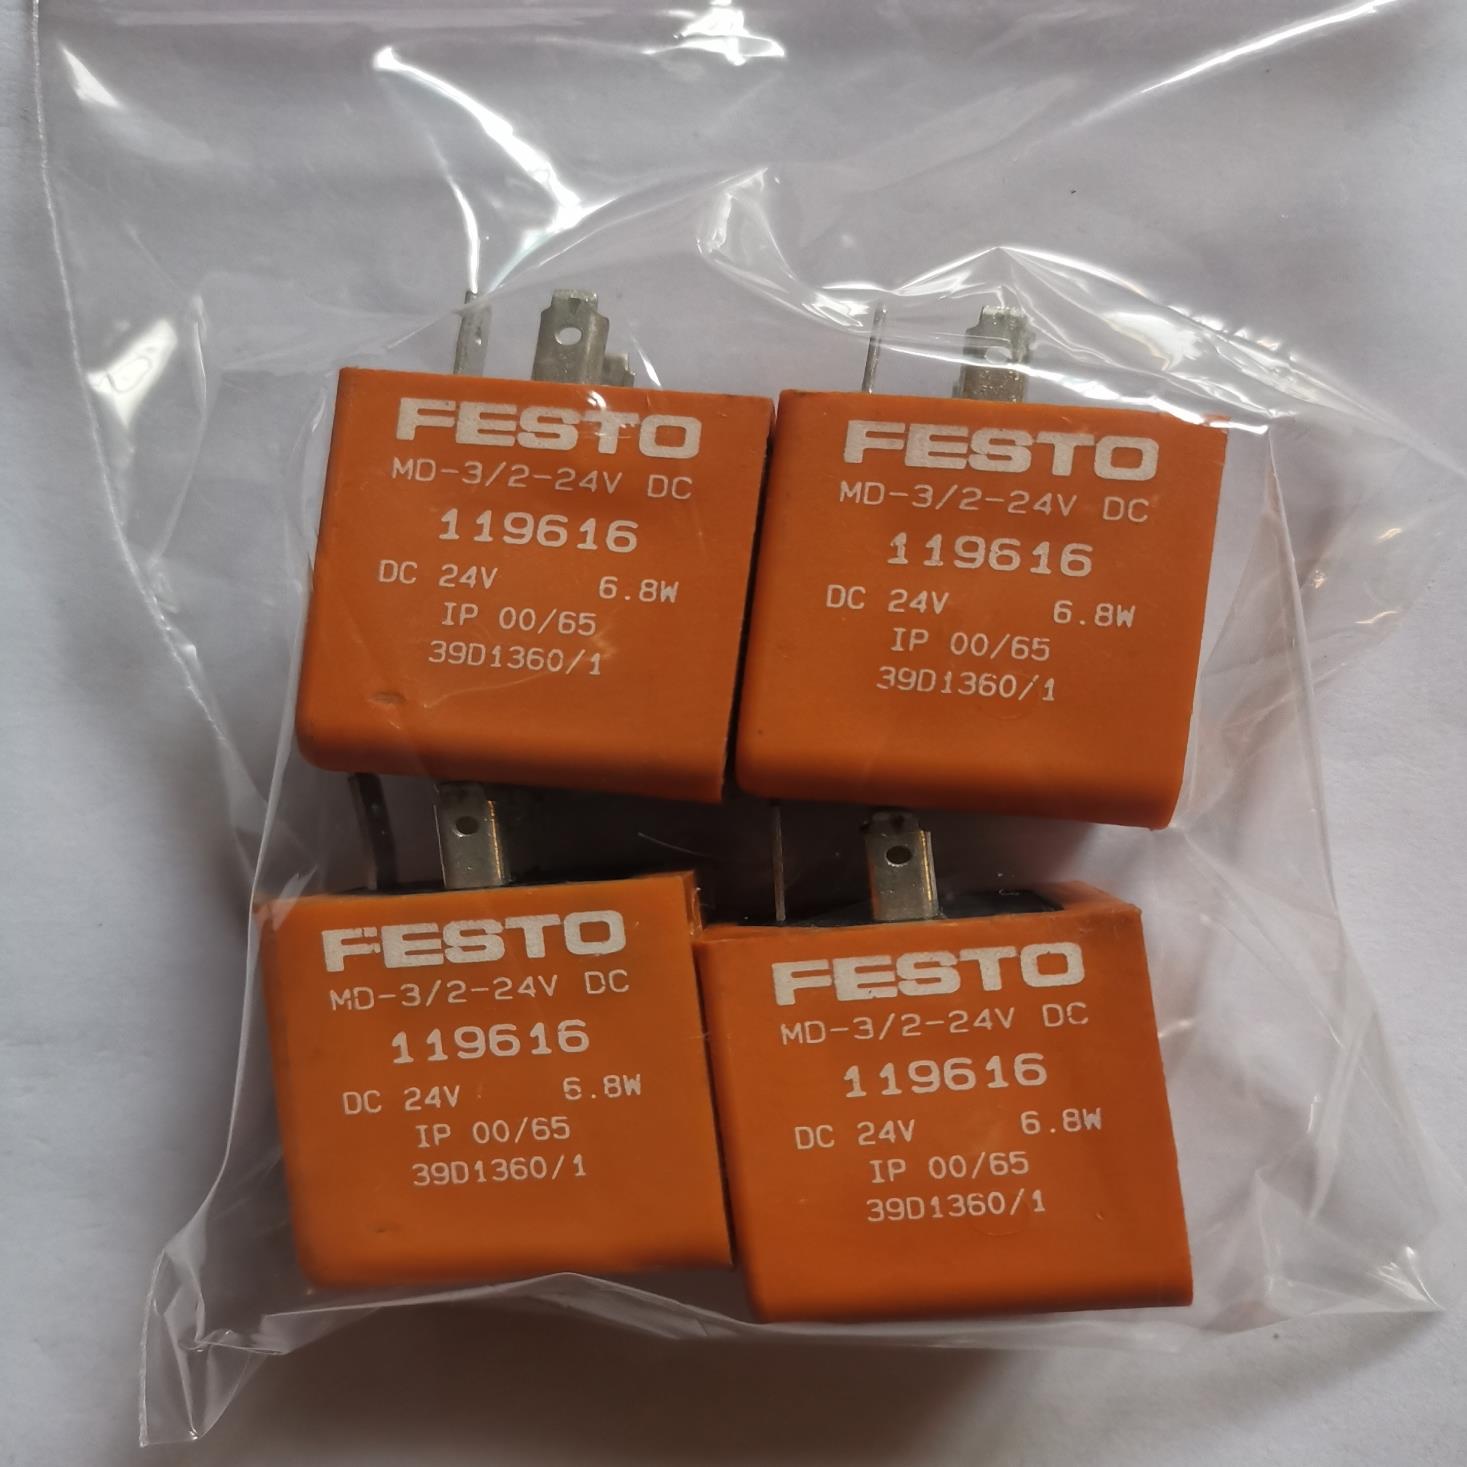 FESTO
MD-3/2-24V DC
119616
DC 24V 6.8W
IP 00/65
39D1360/1
FESTO
MD-3/2-24V DC
119616
DC 24V 6.8W
IP 00/65
39D1360/1
FESTO
MD-3/2-24V DC
119616
DC 24V 6.8W
IP 00/65
39D1360/1
FESTO
MD-3/2-24V DC
119616
DC 24V 6.8W
IP 00/65
39D1360/1